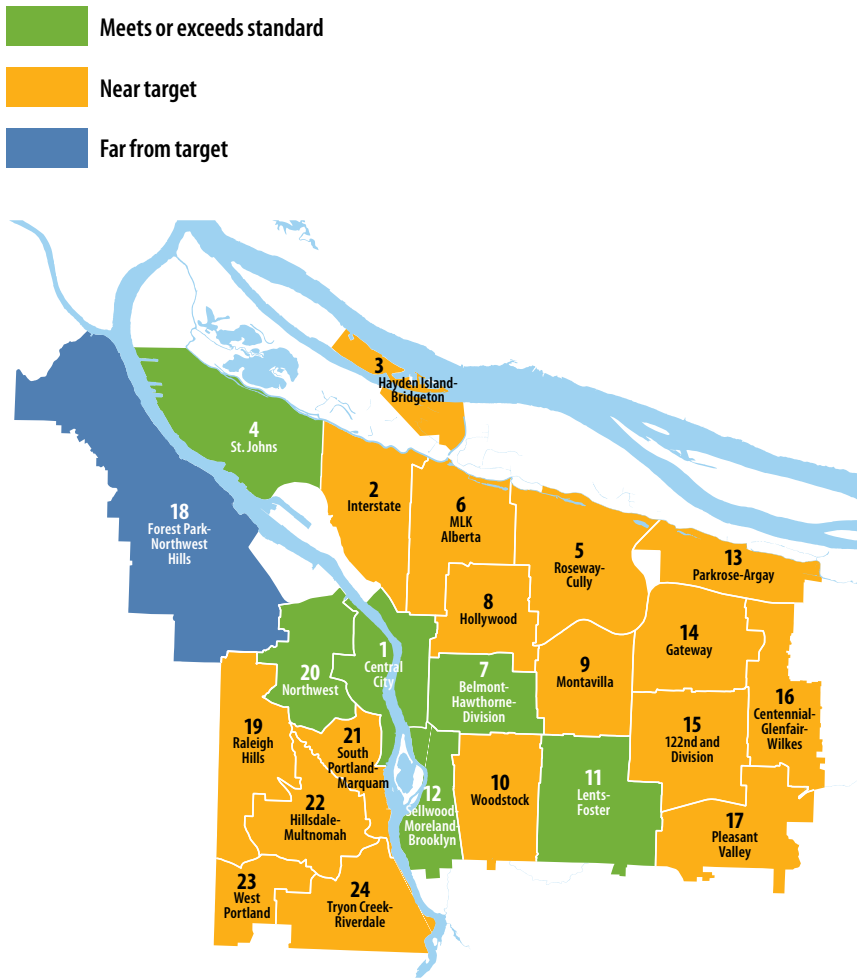 Meets or exceeds standard
Near target
Far from target
3
Hayden Island-
Bridgeton
4
St. Johns
2
Interstate
6
MLK
Alberta
18
Forest Park-
Northwest
Hills
5
Roseway-
Cully
13
Parkrose-Argay
8
Hollywood
14
Gateway
1
Central
City
20
Northwest
7
Belmont-
Hawthorne-
Division
9
Montavilla
16
Centennial-
Glenfair-
Wilkes
19
Raleigh
Hills
21
South
Portland-
Marquam
15
122nd and
Division
10
Woodstock
11
Lents-
Foster
12
Sellwood-
Moreland-
Brooklyn
22
Hillsdale-
Multnomah
17
Pleasant
Valley
23
West
Portland
24
Tryon Creek-
Riverdale